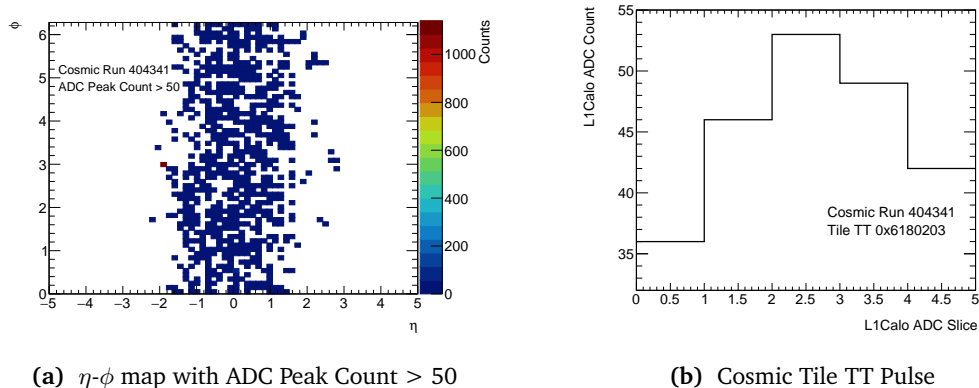 φ
6
5
4
3
2
1
0
Cosmic Run 404341
ADC Peak Count > 50
−5 −4 −3 −2 −1 0 1 2 3 4 5
η
Counts
1000
800
600
400
200
0
L1Calo ADC Count
55
50
45
40
35
Cosmic Run 404341
Tile TT 0x6180203
0 0.5 1 1.5 2 2.5 3 3.5 4 4.5 5
L1Calo ADC Slice
(a) η-ϕ map with ADC Peak Count > 50
(b) Cosmic Tile TT Pulse